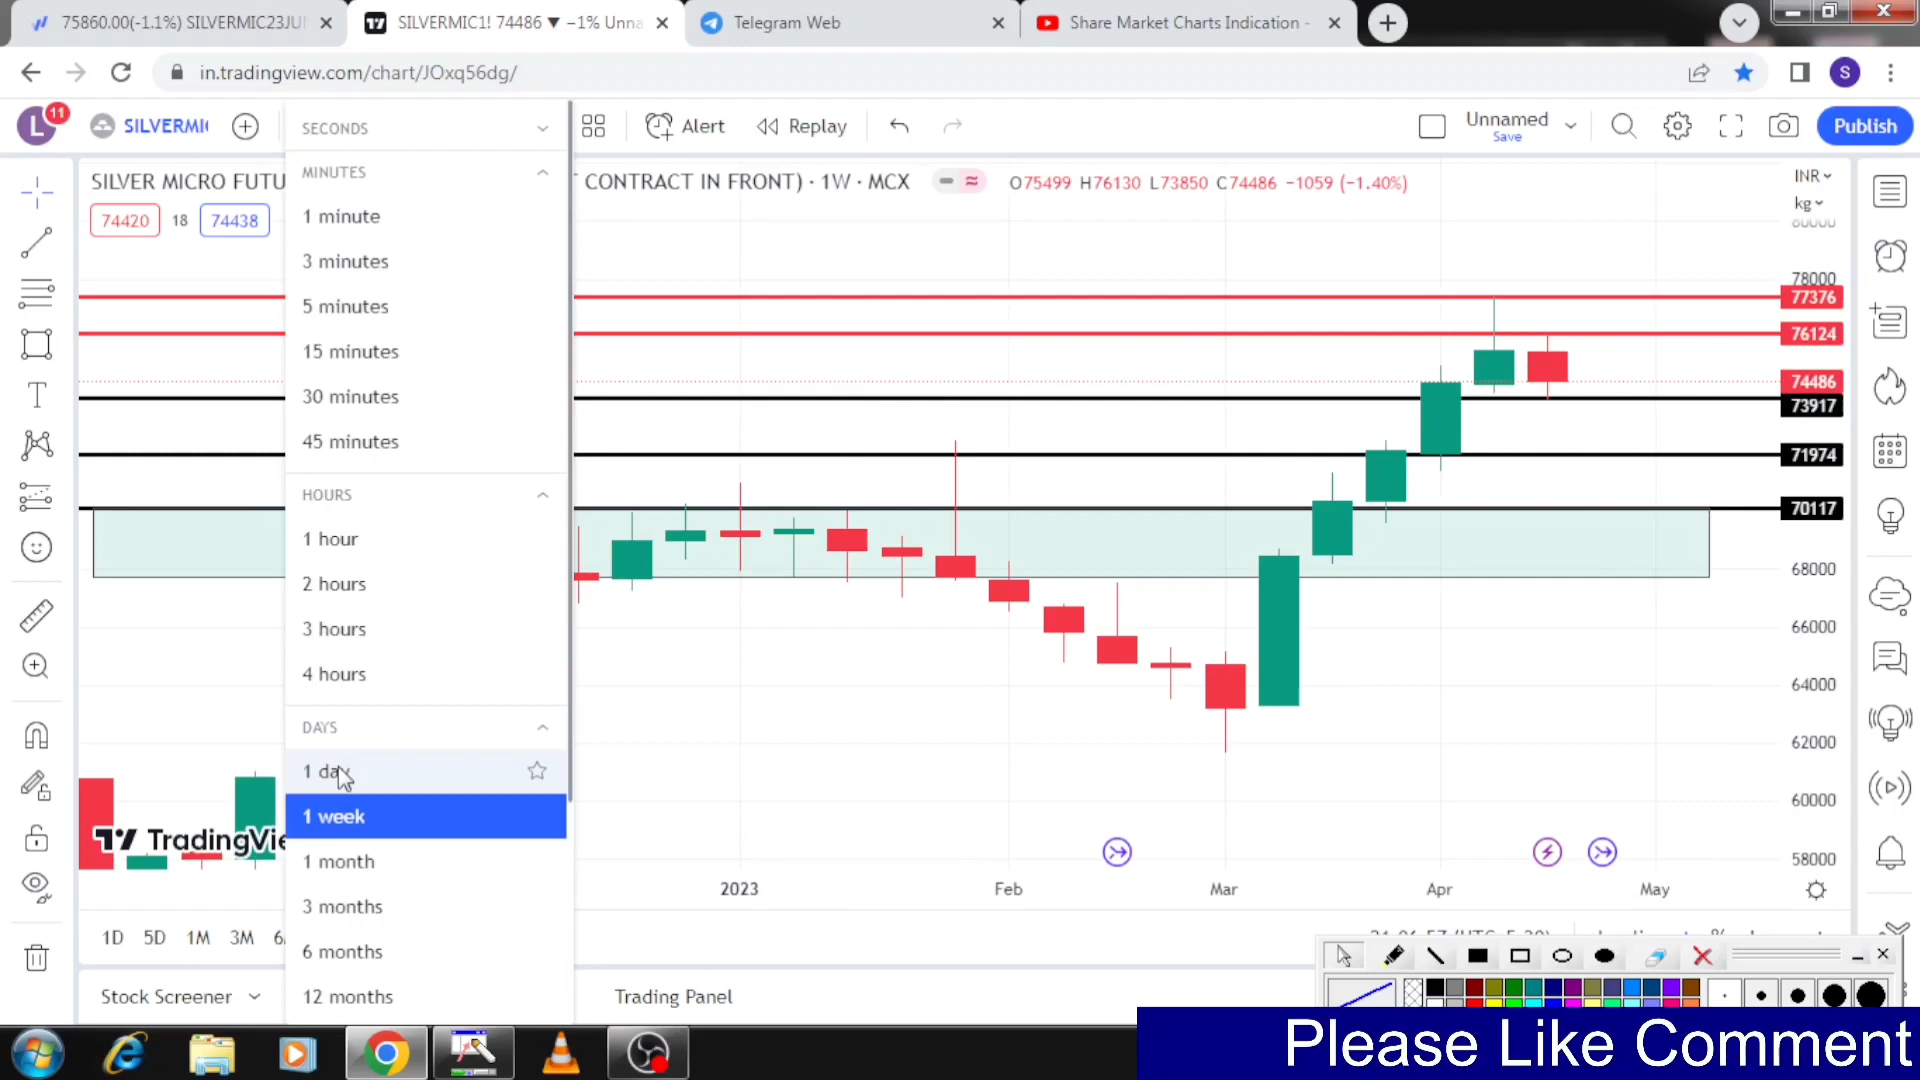 75860.00(-1.1%) SILVERMIC23JUI
SILVERMIC1! 74486 ▼ −1% Unna
Telegram Web
Share Market Charts Indication -
in.tradingview.com/chart/JOxq56dg/
S
L
11
SILVERMI
Alert
Replay
Unnamed
Save
Publish
SILVER MICRO FUTU
CONTRACT IN FRONT) · 1W · MCX
O75499 H76130 L73850 C74486 −1059 (−1.40%)
INR
kg
74420
18
74438
SECONDS
MINUTES
1 minute
3 minutes
5 minutes
15 minutes
30 minutes
45 minutes
HOURS
1 hour
2 hours
3 hours
4 hours
DAYS
1 day
1 week
1 month
3 months
6 months
12 months
80000
78000
77376
76124
74486
73917
71974
70117
68000
66000
64000
62000
60000
58000
TradingVie
2023
Feb
Mar
Apr
May
1D
5D
1M
3M
Stock Screener
Trading Panel
Please Like Comment